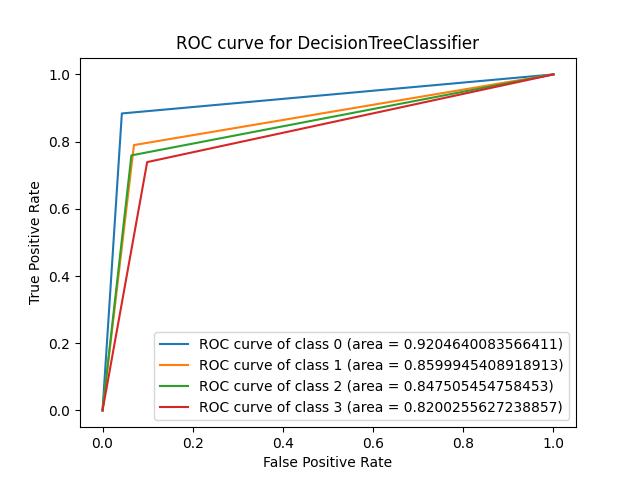 ROC curve for DecisionTreeClassifier
True Positive Rate
1.0
0.8
0.6
0.4
0.2
0.0
ROC curve of class 0 (area = 0.9204640083566411)
ROC curve of class 1 (area = 0.8599945408918913)
ROC curve of class 2 (area = 0.847505454758453)
ROC curve of class 3 (area = 0.8200255627238857)
0.0 0.2 0.4 0.6 0.8 1.0
False Positive Rate